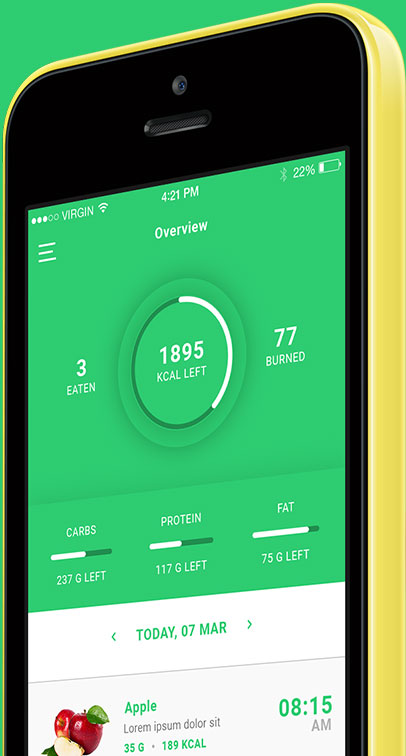 VIRGIN 4:21 PM 22%
Overview
3
EATEN
1895
KCAL LEFT
77
BURNED
CARBS
237 G LEFT
PROTEIN
117 G LEFT
FAT
75 G LEFT
‹ TODAY, 07 MAR ›
Apple
Lorem ipsum dolor sit
35 G • 189 KCAL
08:15
AM